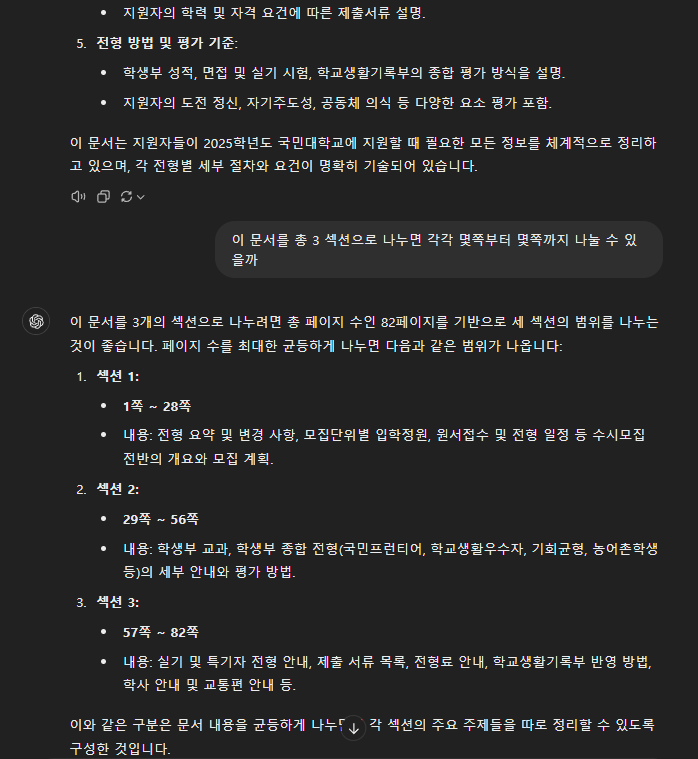 • 지원자의 학력 및 자격 요건에 따른 제출서류 설명.
5. 전형 방법 및 평가 기준:
• 학생부 성적, 면접 및 실기 시험, 학교생활기록부의 종합 평가 방식을 설명.
• 지원자의 도전 정신, 자기주도성, 공동체 의식 등 다양한 요소 평가 포함.
이 문서는 지원자들이 2025학년도 국민대학교에 지원할 때 필요한 모든 정보를 체계적으로 정리하
고 있으며, 각 전형별 세부 절차와 요건이 명확히 기술되어 있습니다.
이 문서를 총 3 섹션으로 나누면 각각 몇쪽부터 몇쪽까지 나눌 수 있
을까
이 문서를 3개의 섹션으로 나누려면 총 페이지 수인 82페이지를 기반으로 세 섹션의 범위를 나누는
것이 좋습니다. 페이지 수를 최대한 균등하게 나누면 다음과 같은 범위가 나옵니다:
1. 섹션 1:
• 1쪽 ~ 28쪽
• 내용: 전형 요약 및 변경 사항, 모집단위별 입학정원, 원서접수 및 전형 일정 등 수시모집
전반의 개요와 모집 계획.
2. 섹션 2:
• 29쪽 ~ 56쪽
• 내용: 학생부 교과, 학생부 종합 전형(국민프런티어, 학교생활우수자, 기회균형, 농어촌학생
등)의 세부 안내와 평가 방법.
3. 섹션 3:
• 57쪽 ~ 82쪽
• 내용: 실기 및 특기자 전형 안내, 제출 서류 목록, 전형료 안내, 학교생활기록부 반영 방법,
학사 안내 및 교통편 안내 등.
이와 같은 구분은 문서 내용을 균등하게 나누면 각 섹션의 주요 주제들을 따로 정리할 수 있도록
구성한 것입니다.